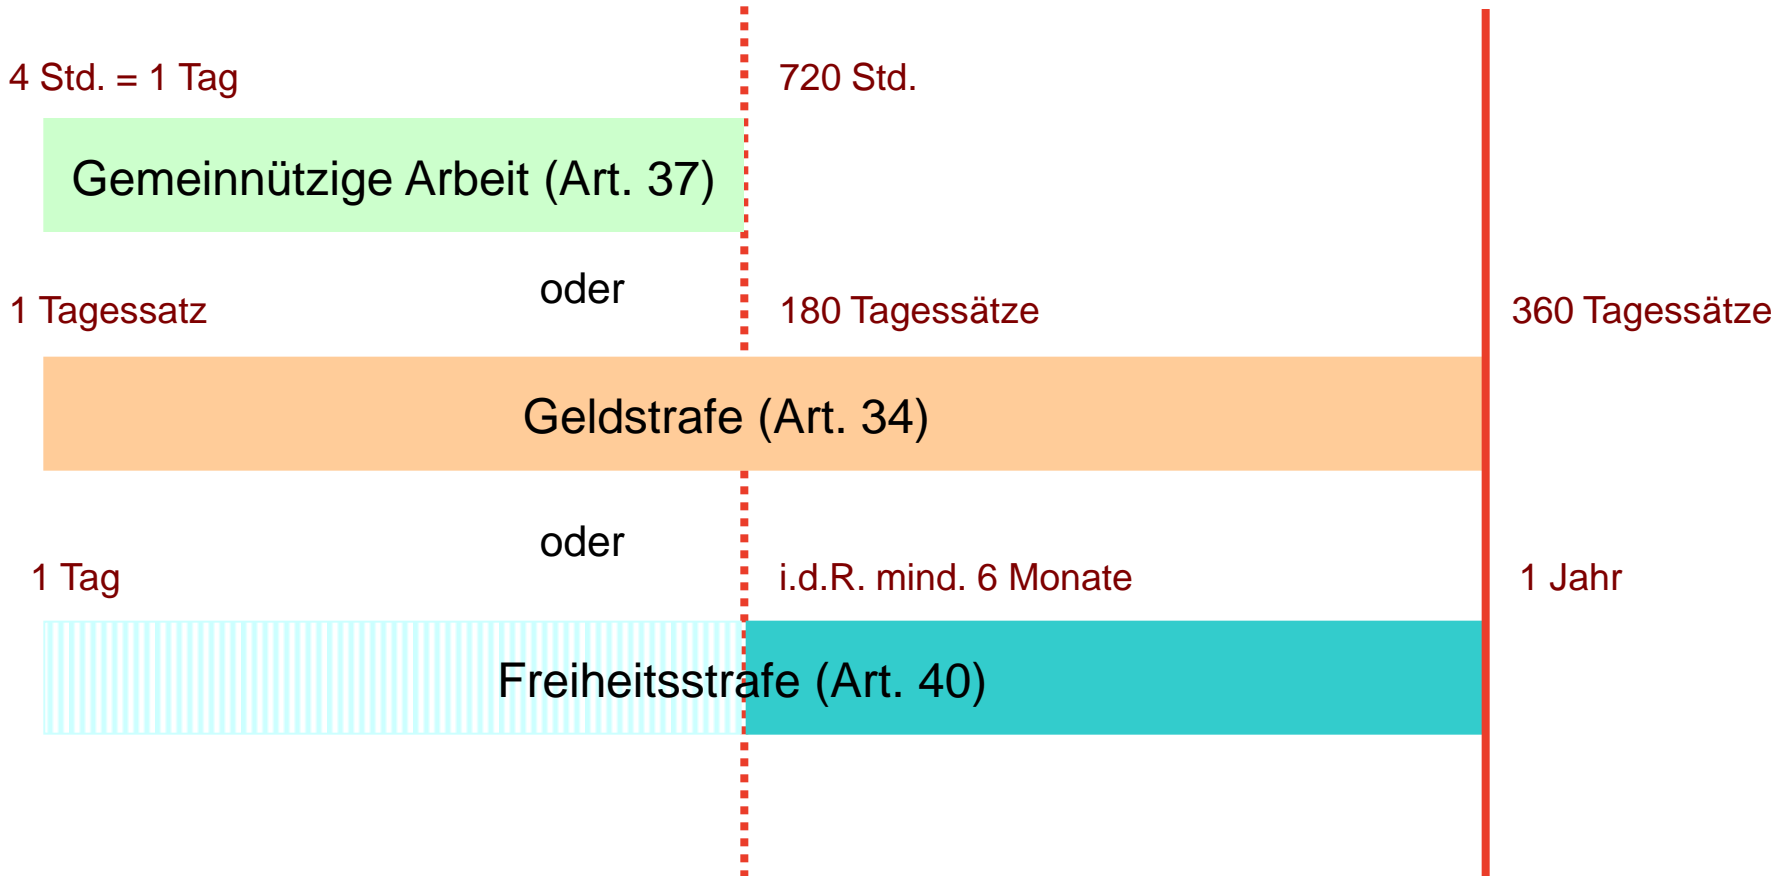 4 Std. = 1 Tag
720 Std.
Gemeinnützige Arbeit (Art. 37)
oder
1 Tagessatz
180 Tagessätze
360 Tagessätze
Geldstrafe (Art. 34)
oder
1 Tag
i.d.R. mind. 6 Monate
1 Jahr
Freiheitsstrafe (Art. 40)